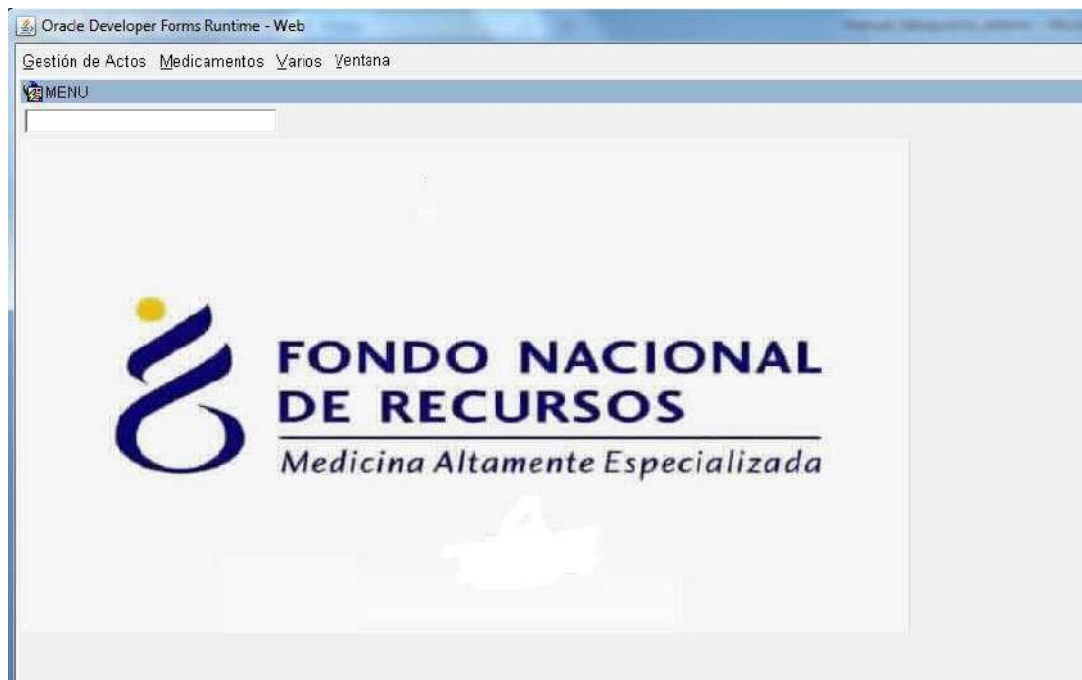 Oracle Developer Forms Runtime - Web
Gestión de Actos Medicamentos Varios Ventana
MENU
FONDO NACIONAL
DE RECURSOS
Medicina Altamente Especializada